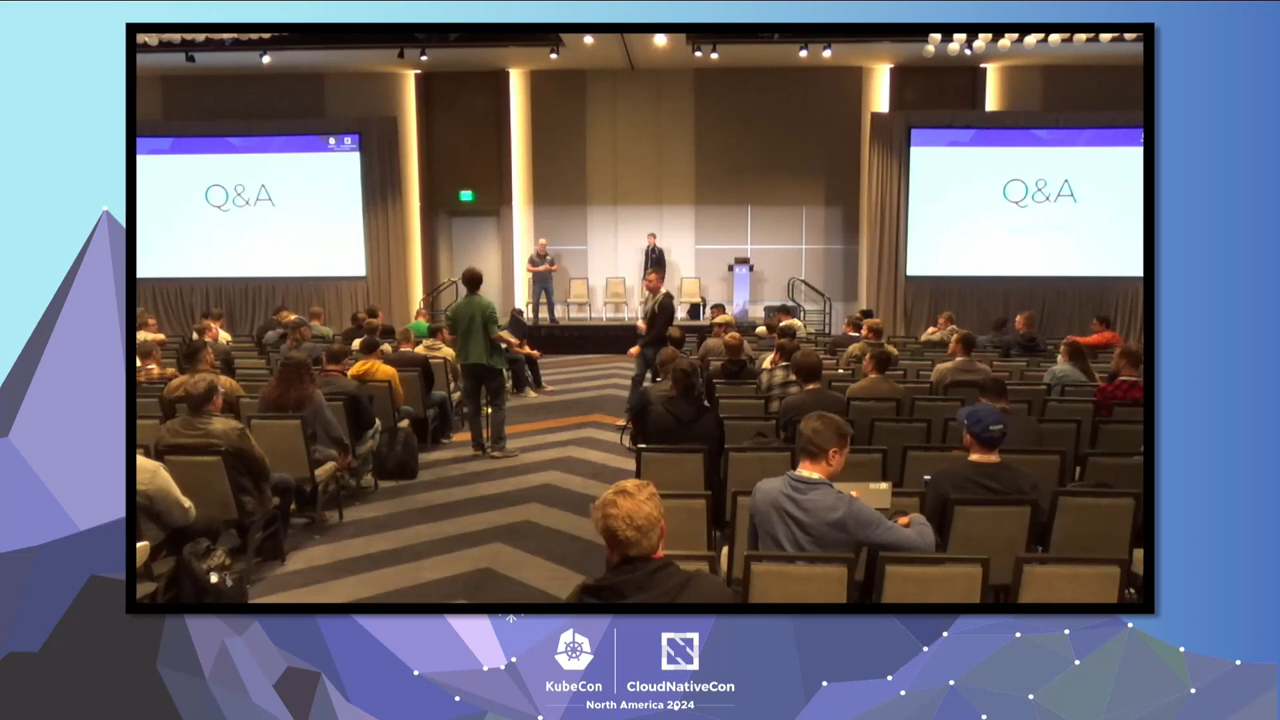 Q&A
Q&A
KubeCon
CloudNativeCon
North America 2024